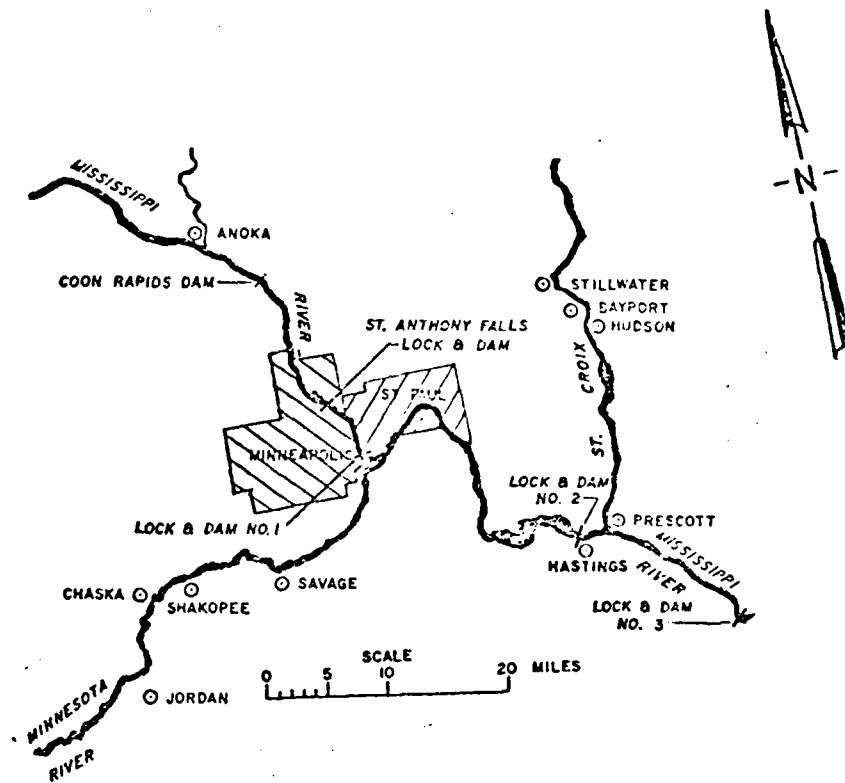 MISSISSIPPI
RIVER
ANOKA
COON RAPIDS DAM
ST. ANTHONY FALLS
LOCK & DAM
ST. PAUL
MINNEAPOLIS
LOCK & DAM NO. 1
N
STILLWATER
BAYPORT
HUDSON
ST. CROIX
LOCK & DAM
NO. 2
PRESCOTT
HASTINGS
MISSISSIPPI
RIVER
LOCK & DAM
NO. 3
CHASKA
SHAKOPEE
SAVAGE
JORDAN
MINNESOTA
RIVER
SCALE
0 5 10 20 MILES